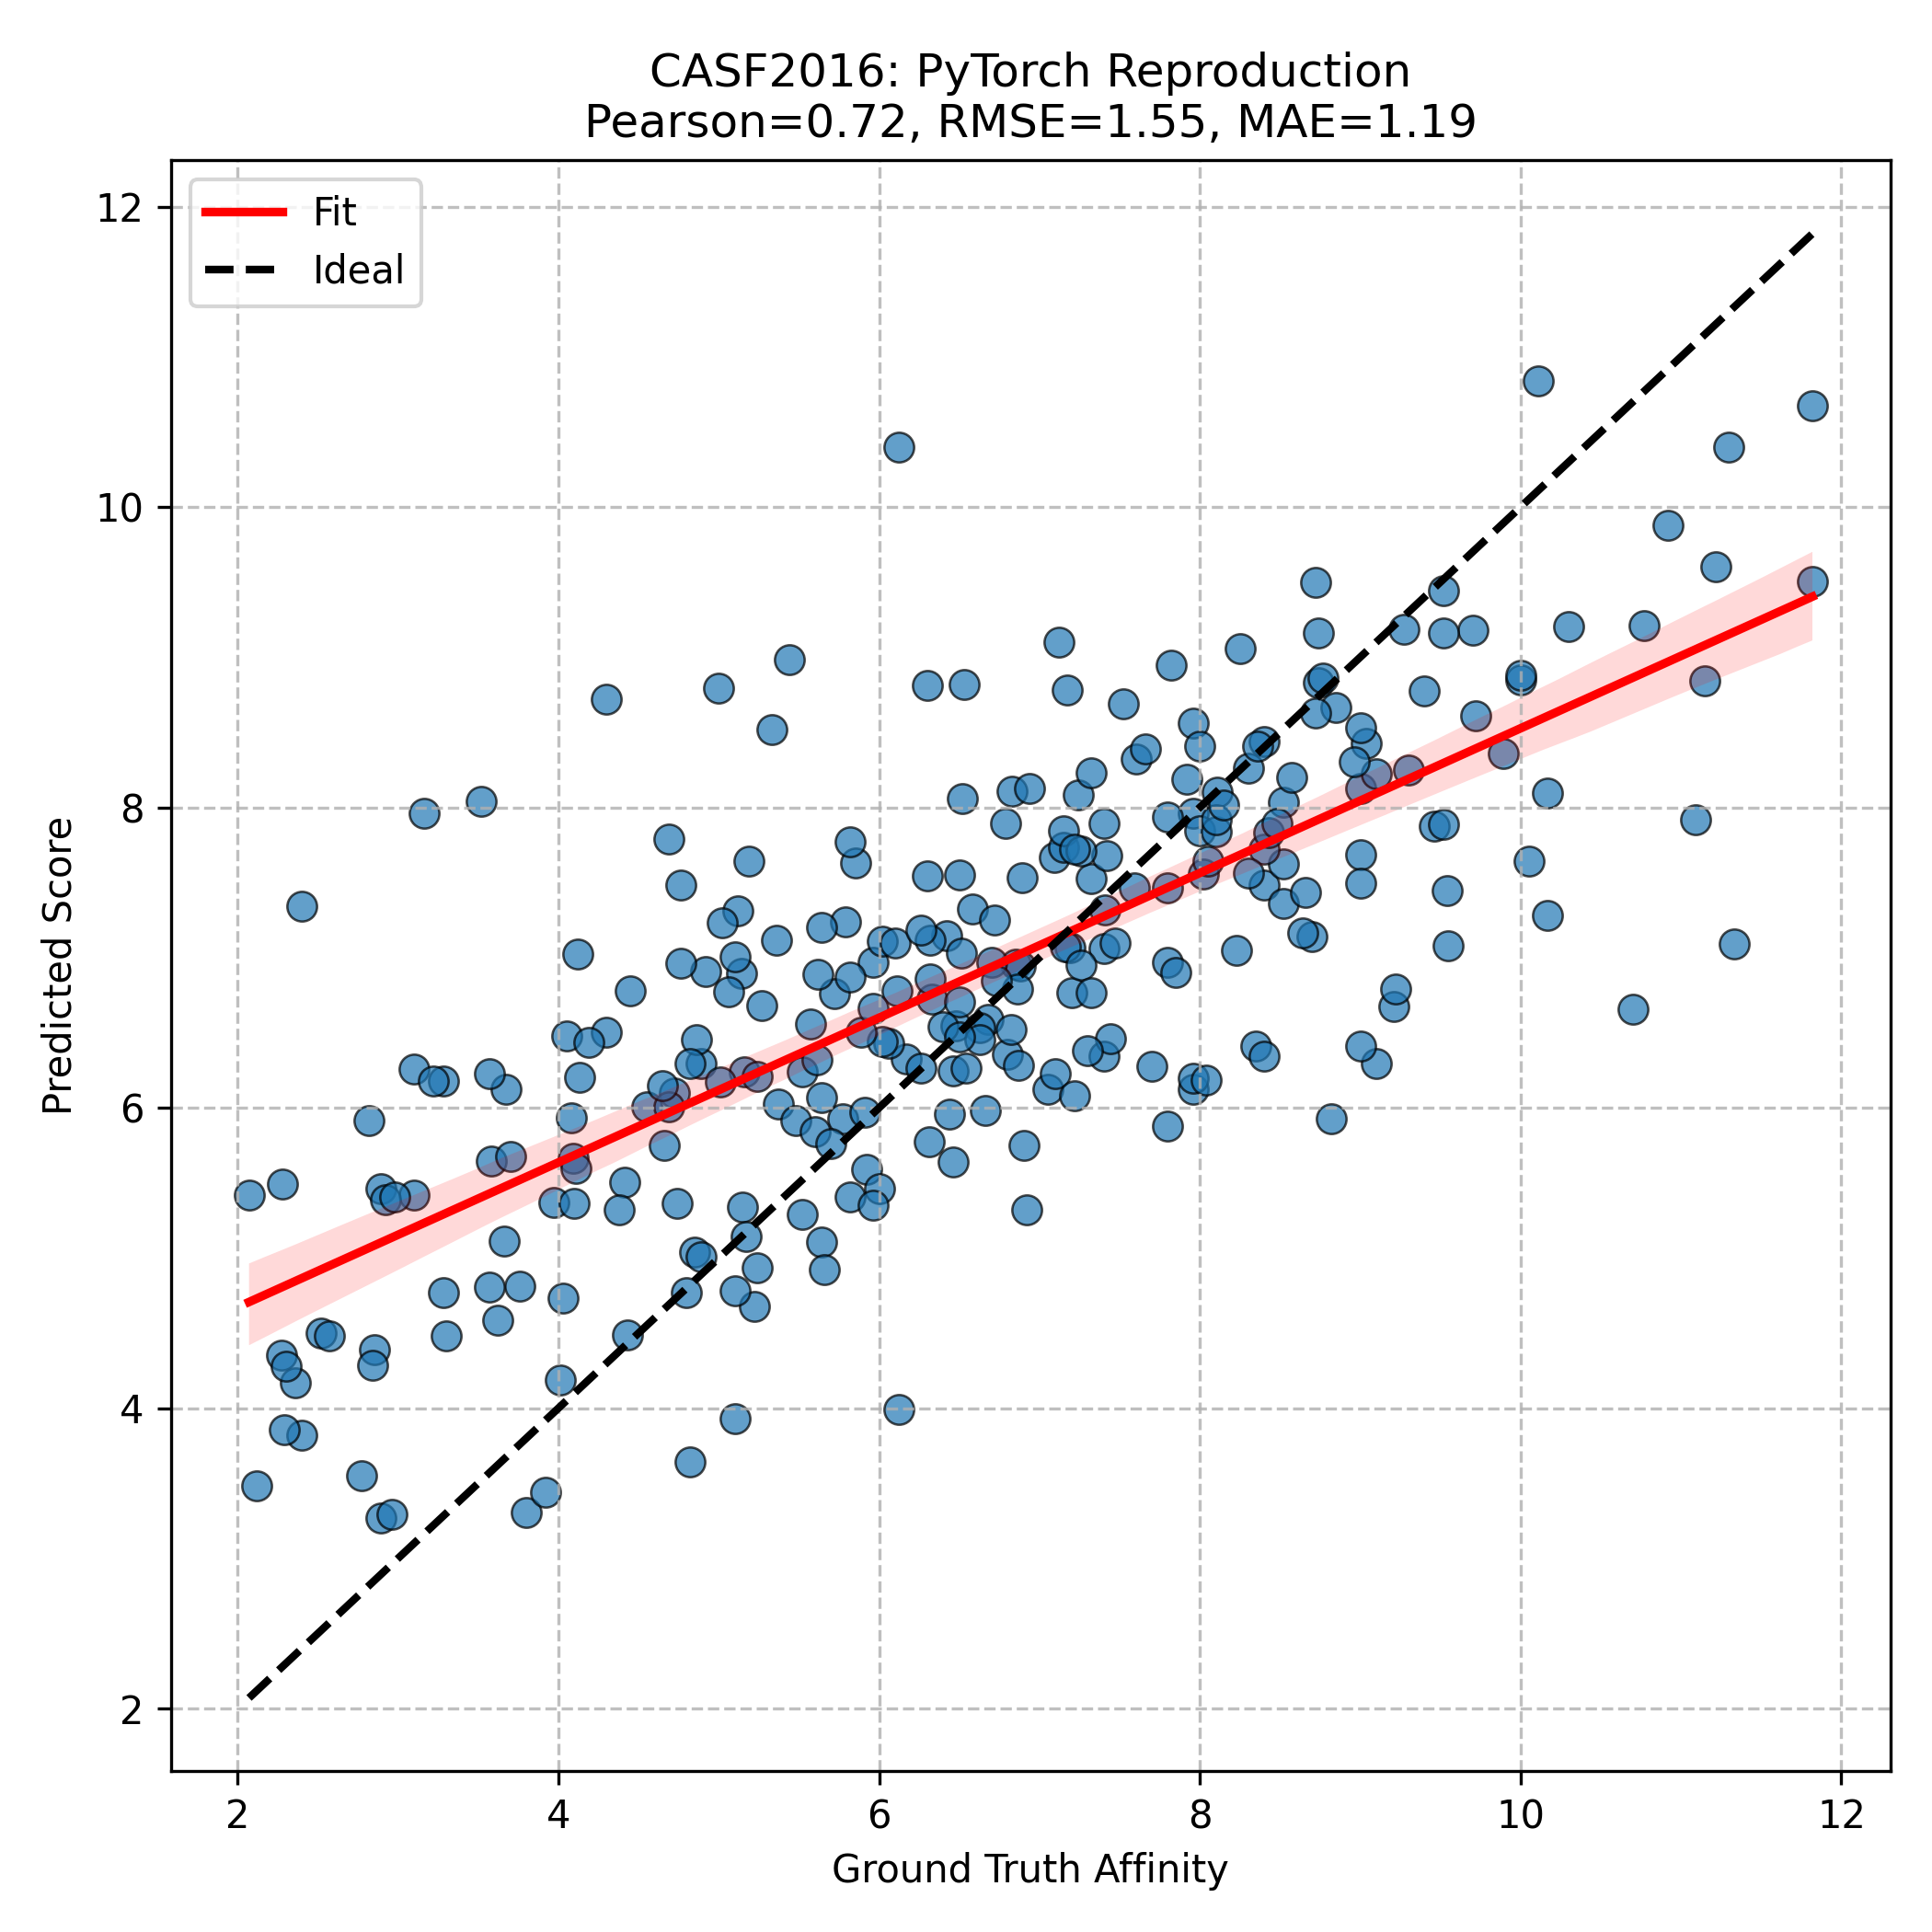 CASF2016: PyTorch Reproduction
Pearson=0.72, RMSE=1.55, MAE=1.19
Fit
Ideal
12
10
8
6
4
2
Predicted Score
2 4 6 8 10 12
Ground Truth Affinity